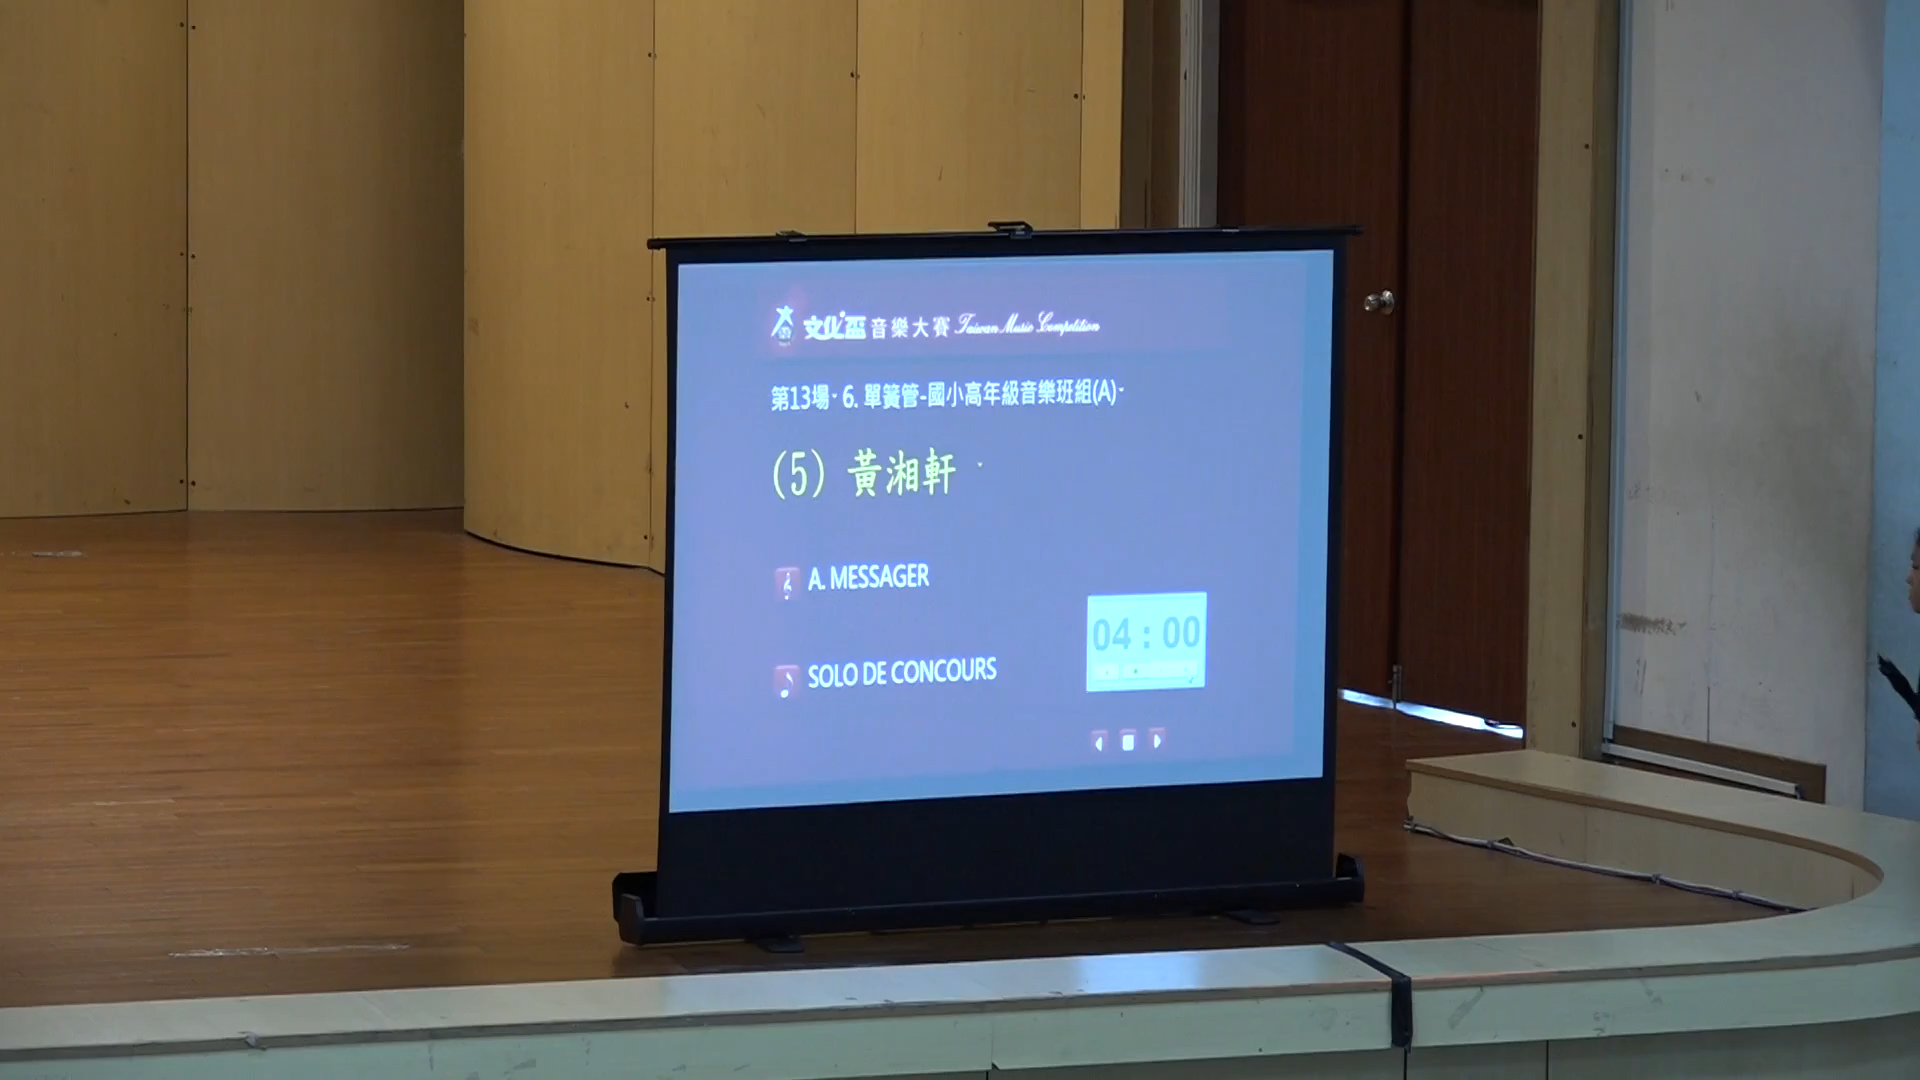 文化盃音樂大賽 Taiwan Music Competition
第13場 6. 單簧管-國小高年級音樂班組(A)
(5) 黃湘軒
A. MESSAGER
SOLO DE CONCOURS
04:00